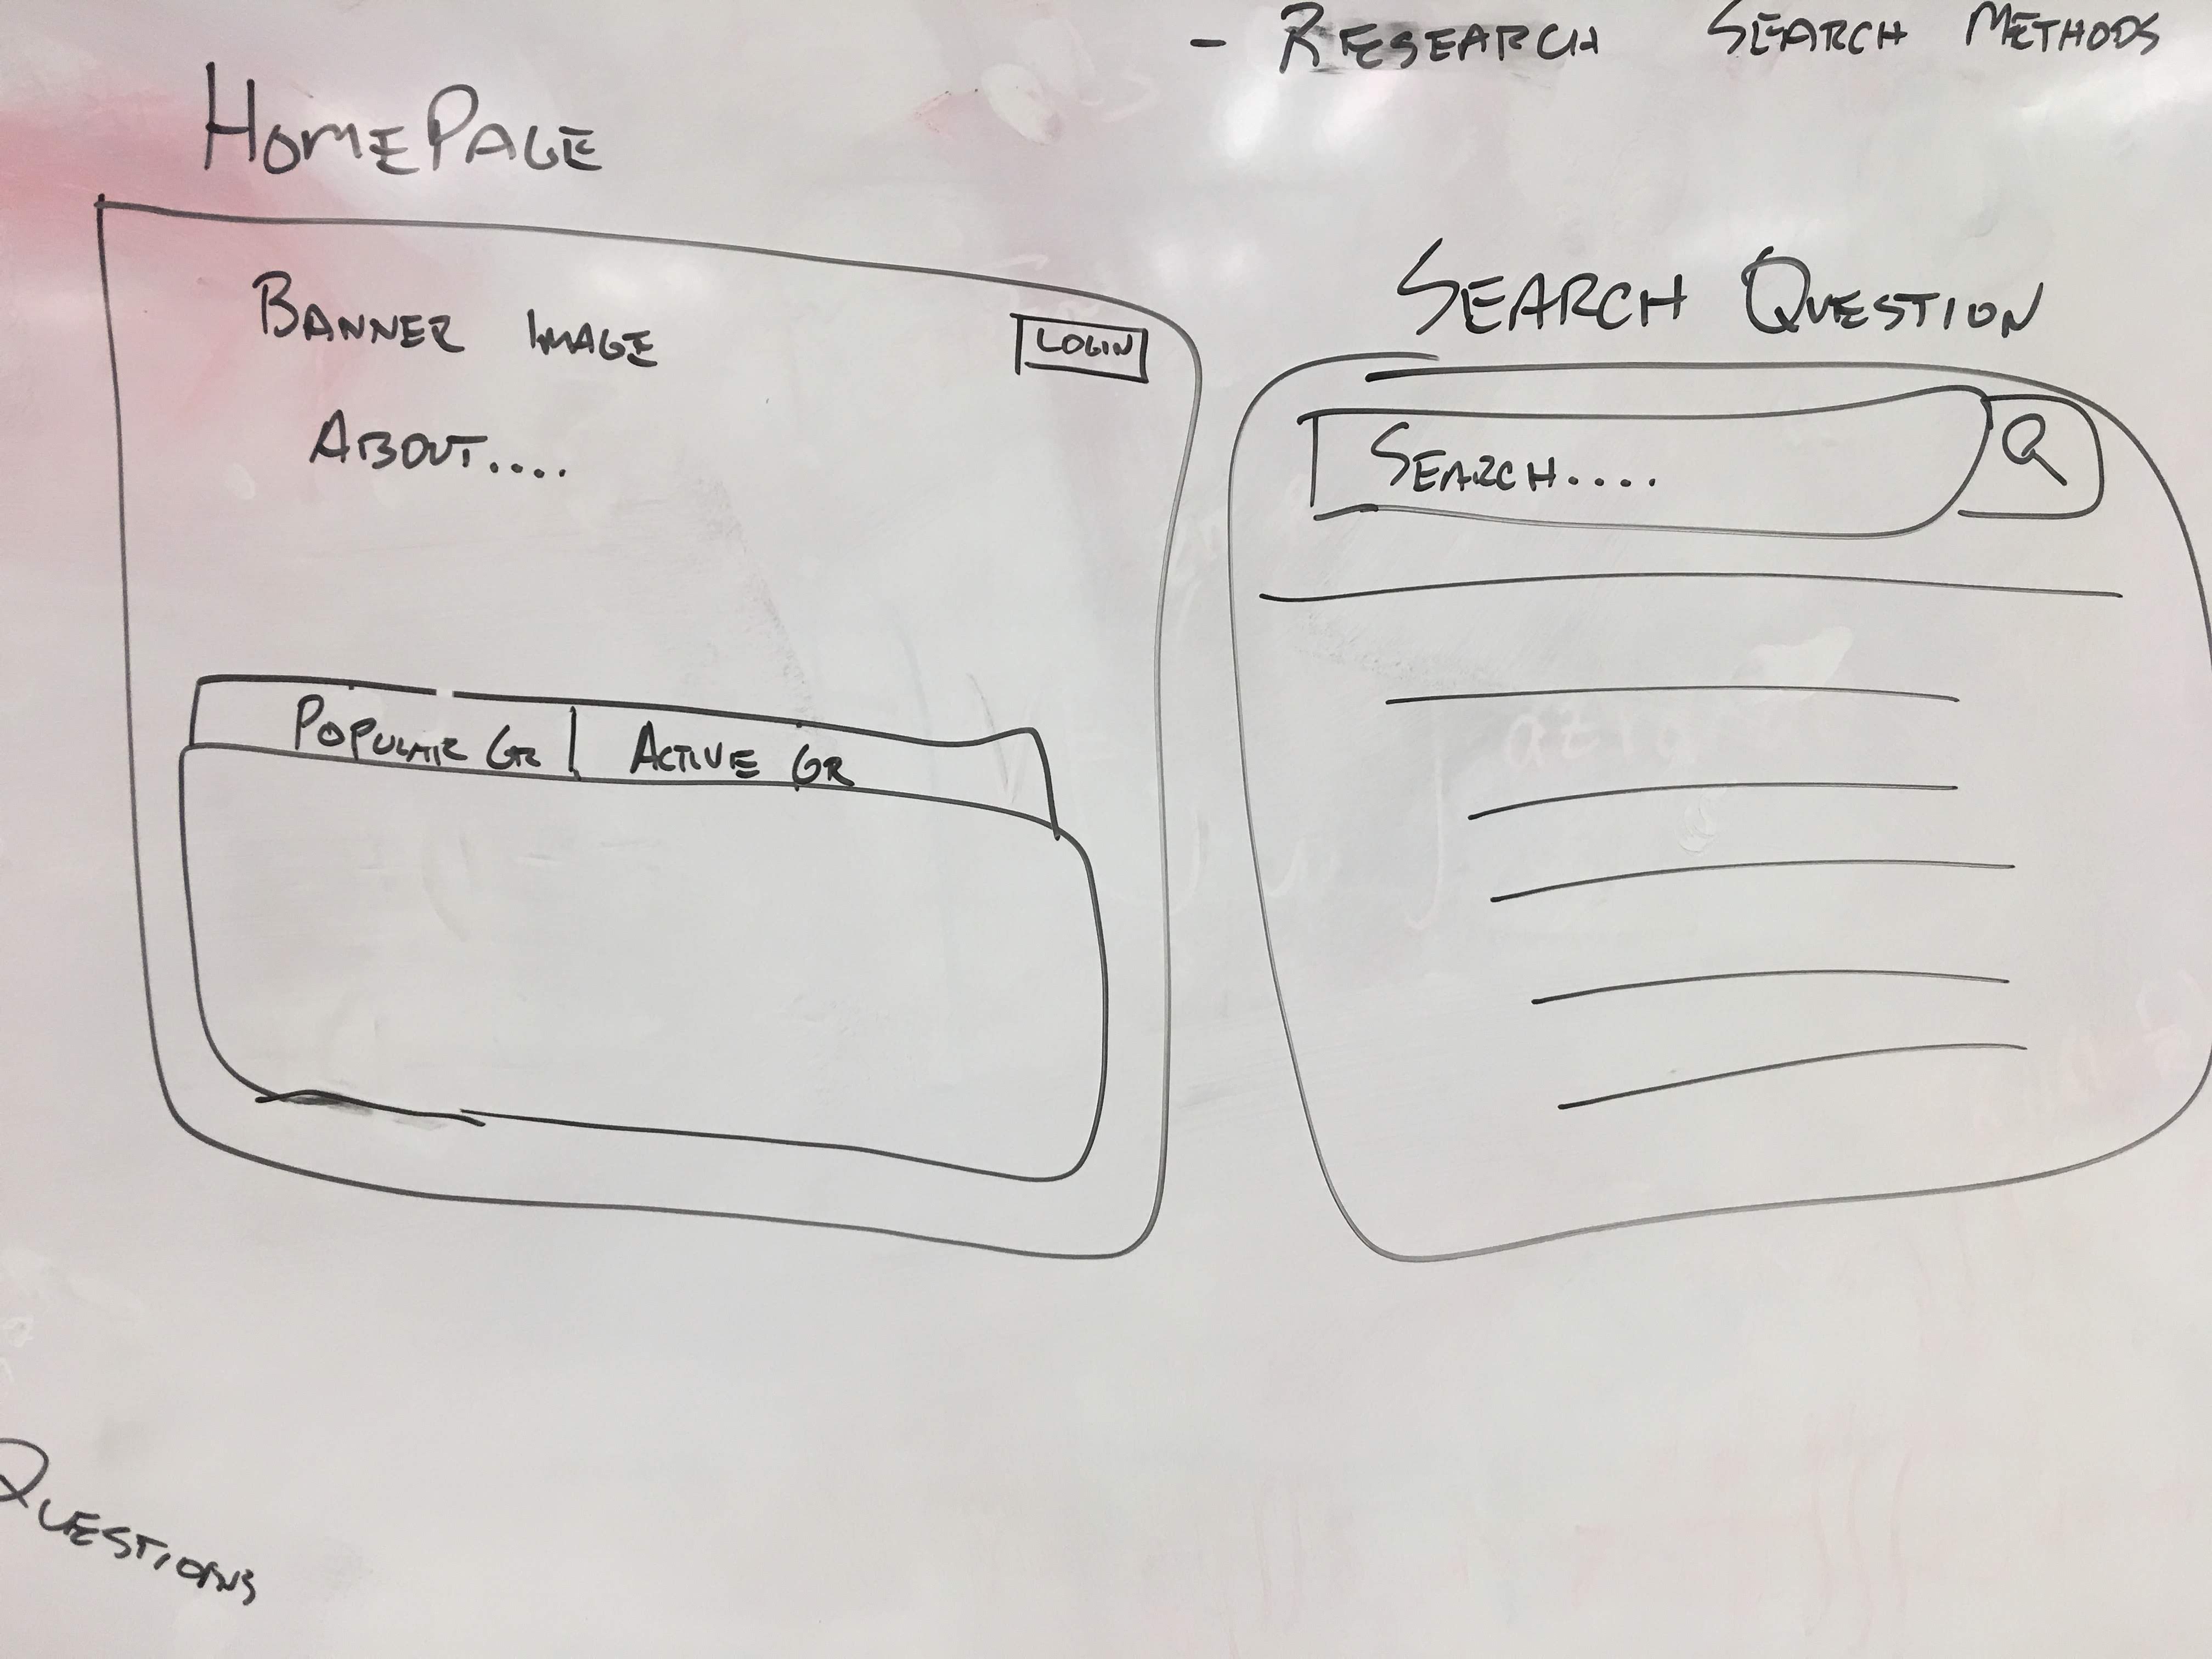 - RESEARCH SEARCH METHODS
HOMEPAGE
BANNER IMAGE
LOGIN
ABOUT....
POPULAR GR | ACTIVE GR
SEARCH QUESTION
SEARCH.....
QUESTIONS